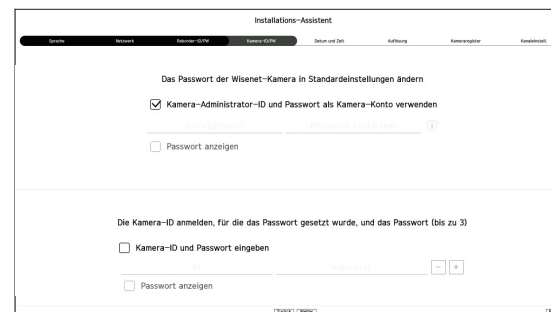 Installations-Assistent
Sprache Netzwerk Rekorder-ID/PW Kamera-ID/PW Datum und Zeit Auflösung Kameraregister Kanaleinstell.
Das Passwort der Wisenet-Kamera in Standardeinstellungen ändern
Kamera-Administrator-ID und Passwort als Kamera-Konto verwenden
Passwort anzeigen
Die Kamera-ID anmelden, für die das Passwort gesetzt wurde, und das Passwort (bis zu 3)
Kamera-ID und Passwort eingeben
ID Passwort - +
Passwort anzeigen
Zurück Weiter